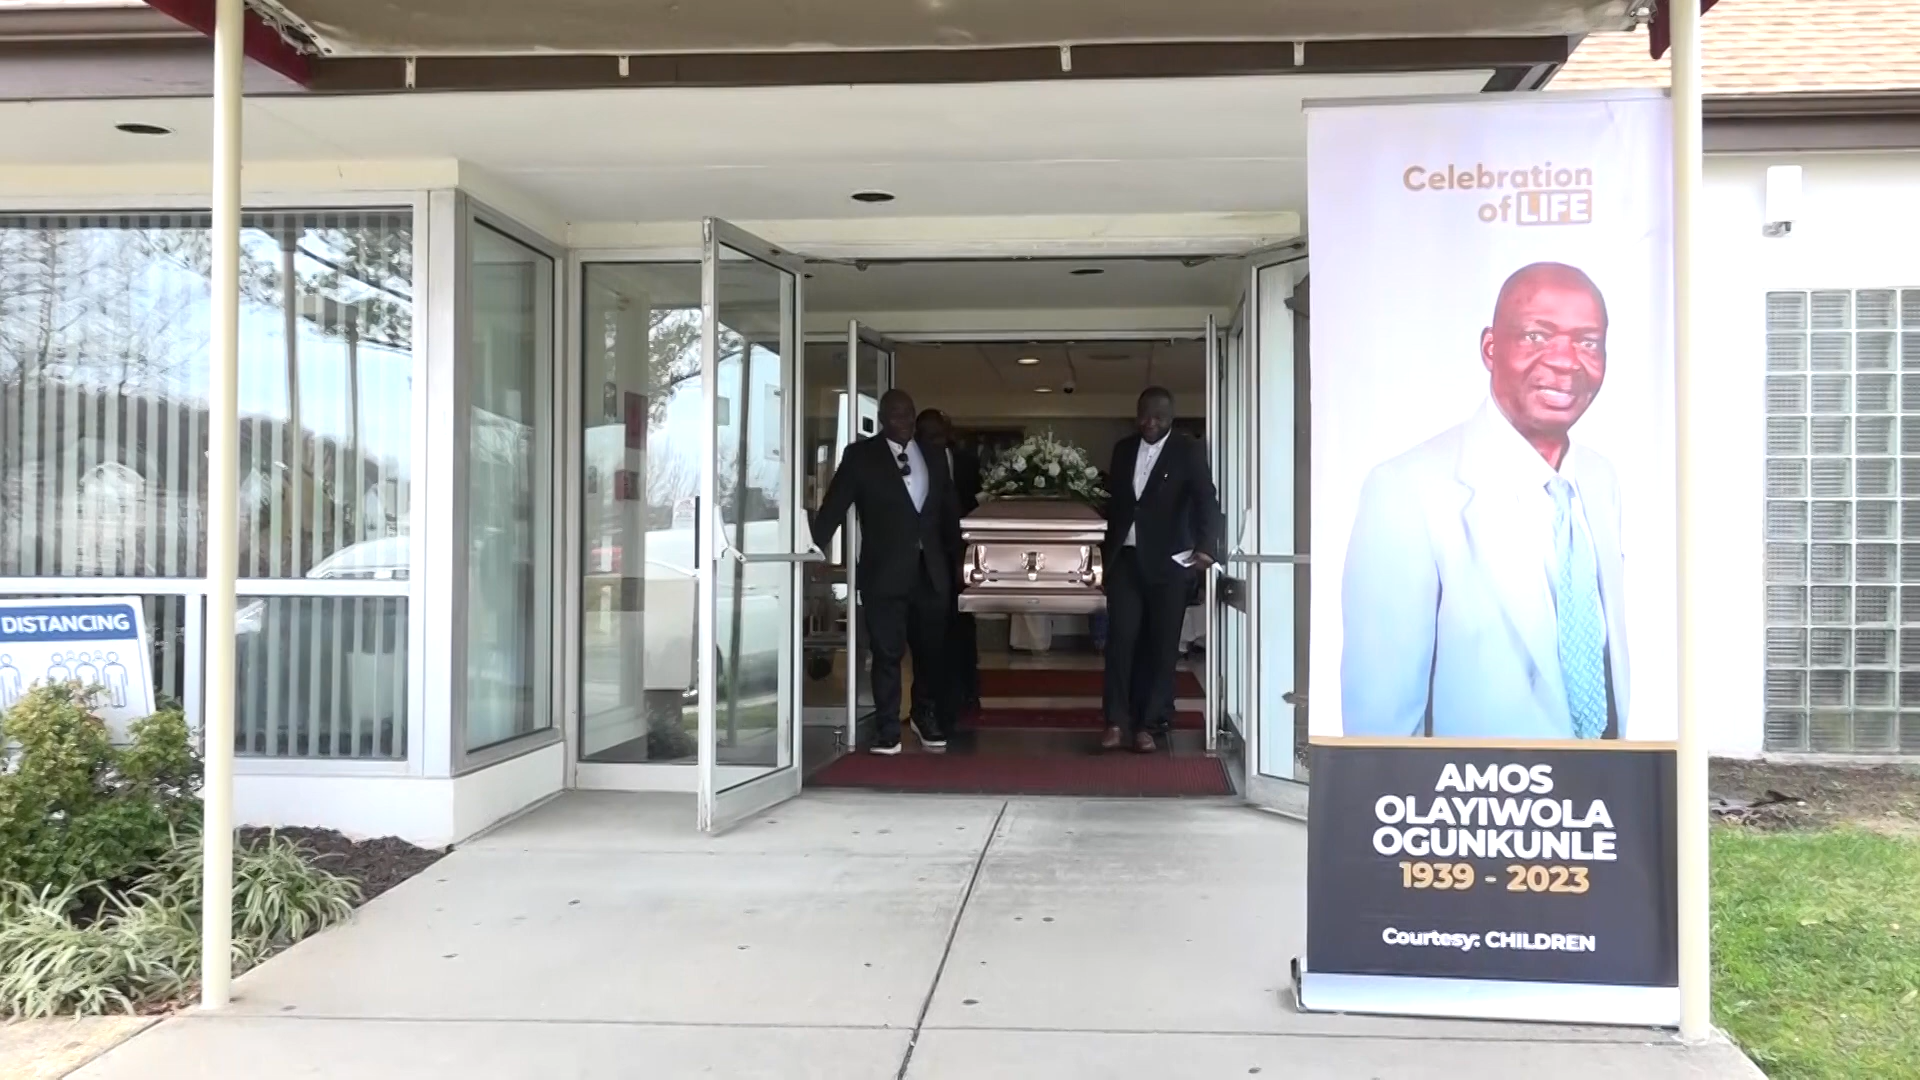 Celebration
of LIFE
DISTANCING
AMOS
OLAYIWOLA
OGUNKUNLE
1939 - 2023
Courtesy: CHILDREN